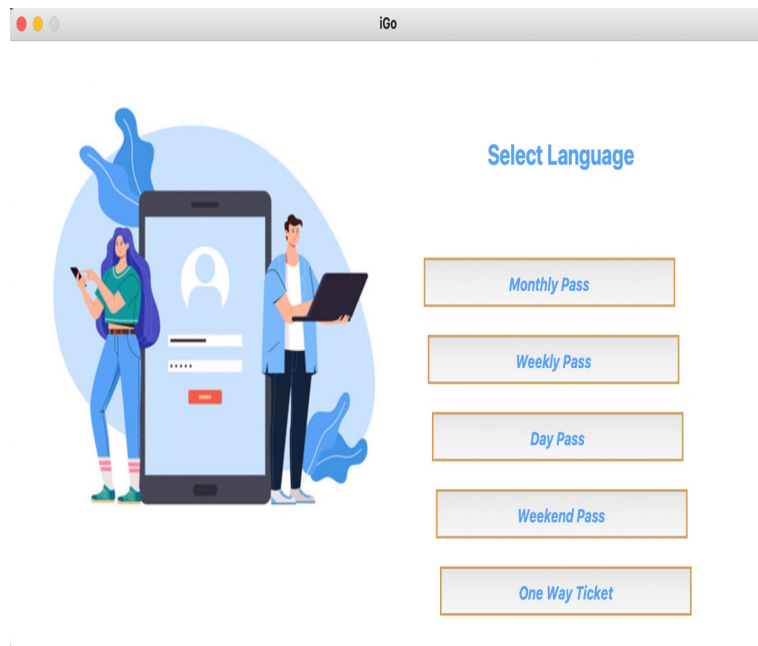 iGo
Select Language
Monthly Pass
Weekly Pass
Day Pass
Weekend Pass
One Way Ticket